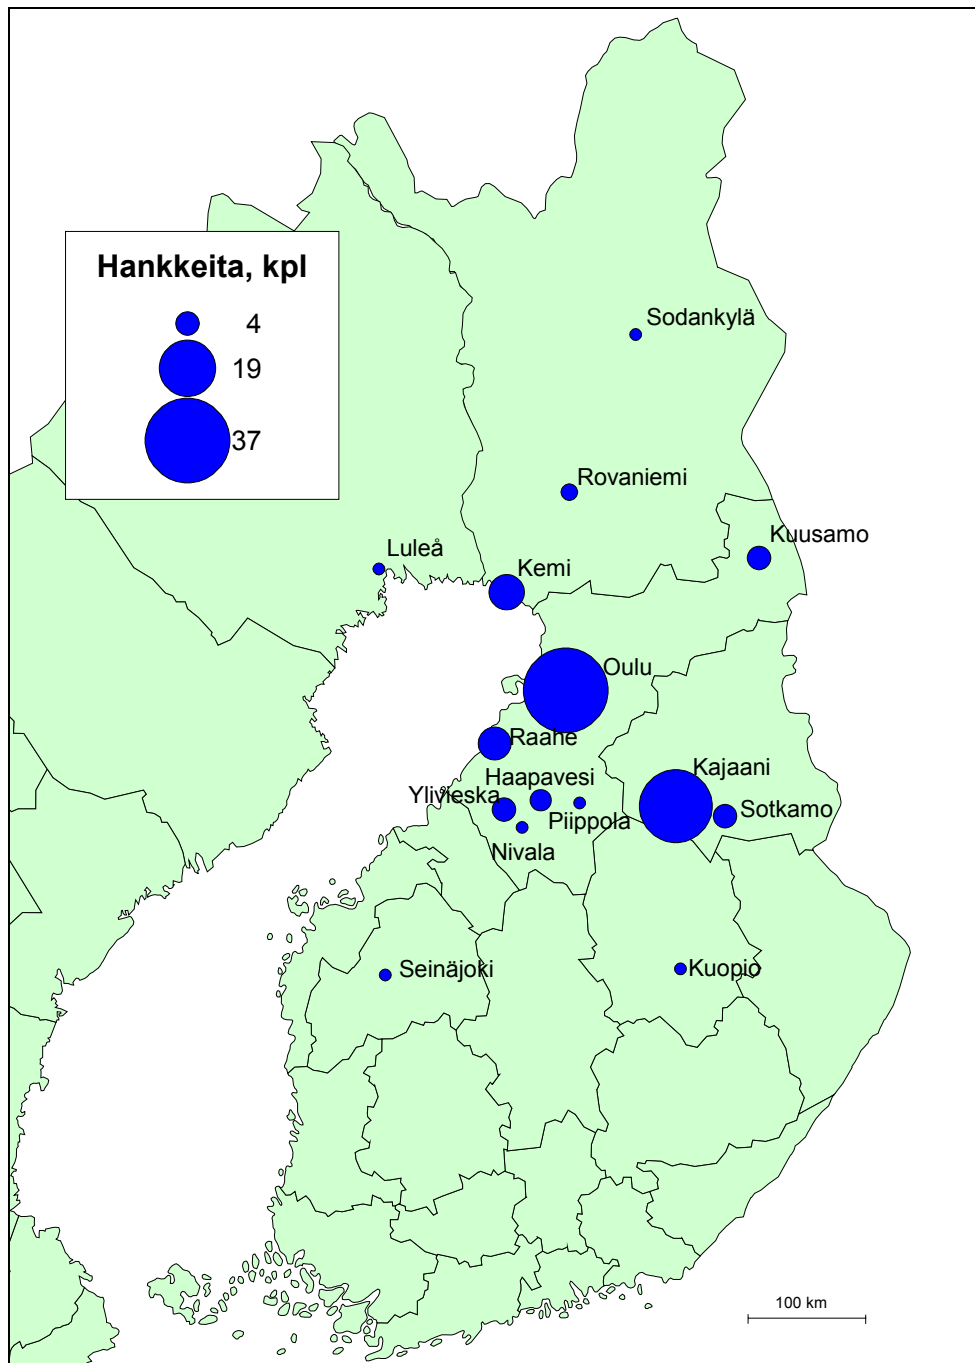 Hankkeita, kpl
4
19
37
Sodankylä
Rovaniemi
Kuusamo
Luleå
Kemi
Oulu
Raahe
Kajaani
Haapavesi
Ylivieska
Sotkamo
Piippola
Nivala
Seinäjoki
Kuopio
100 km